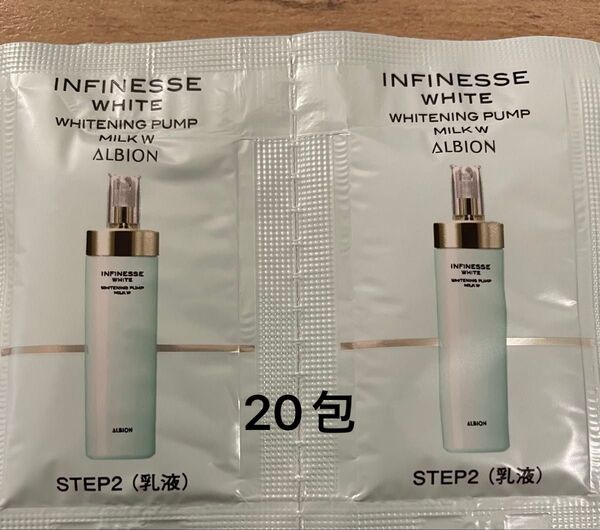 INFINESSE
WHITE
WHITENING PUMP
MILK W
ALBION
INFINESSE
WHITE
WHITENING PUMP
MILK W
ALBION
STEP2（乳液）
INFINESSE
WHITE
WHITENING PUMP
MILK W
ALBION
INFINESSE
WHITE
WHITENING PUMP
MILK W
ALBION
STEP2（乳液）
20包